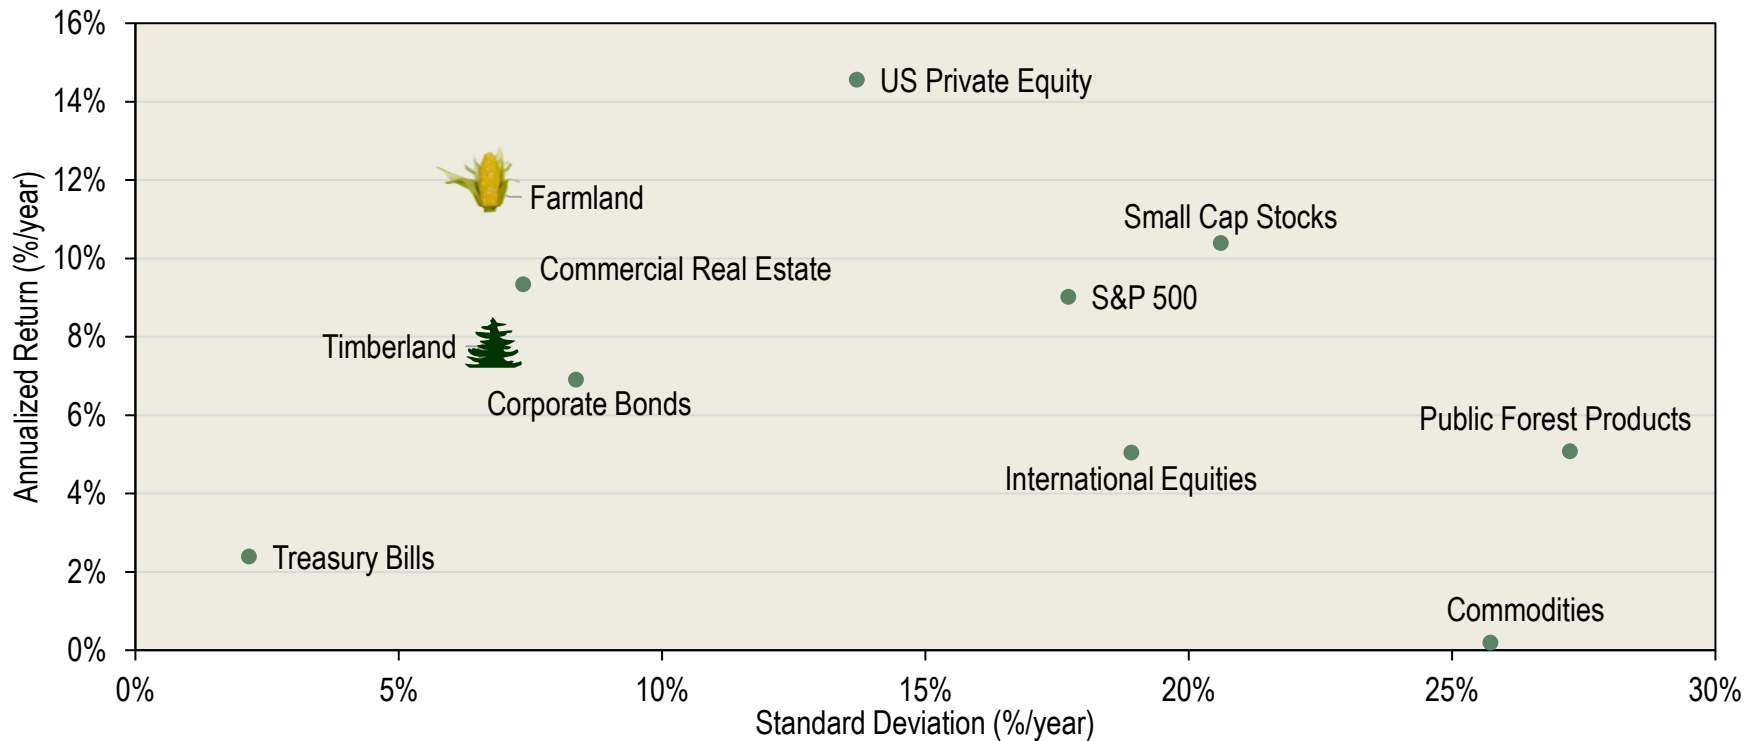 16%
US Private Equity
14%
12%
Farmland
Small Cap Stocks
10%
Commercial Real Estate
S&P 500
8%
Timberland
Corporate Bonds
6%
Public Forest Products
International Equities
4%
Treasury Bills
2%
Commodities
0%
Annualized Return (%/year)
0%
5%
10%
15%
20%
25%
30%
Standard Deviation (%/year)